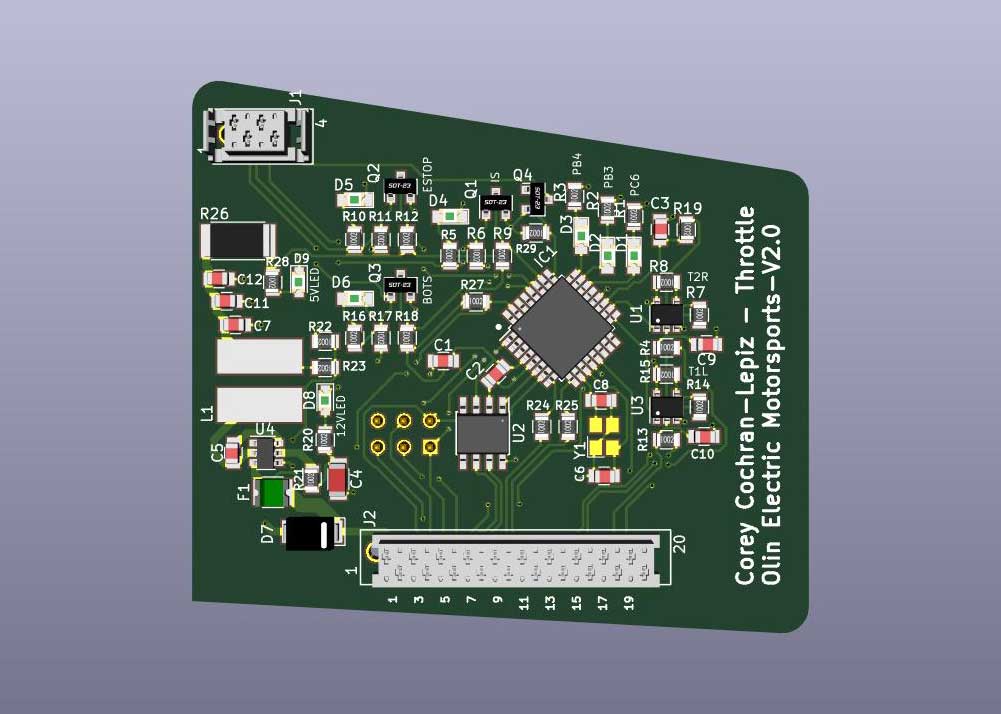 J1
4
1
Q2
ESTOP
D5
R10
R11
R12
SOT-23
Q1
IS
D4
SOT-23
Q4
SOT-23
R3
PB4
R2
PB3
R1
PC6
C3
R19
D3
D2
D1
R5
R6
R9
R29
R26
R28
D9
5VLED
C12
C11
C7
D6
Q3
BOTS
SOT-23
R16
R17
R18
R27
IC1
R8
T2R
R7
U1
R4
C9
R15
T1L
R14
U3
R13
C10
R22
R23
C1
C2
L1
D8
12VLED
R20
U4
C5
R21
C4
F1
D7
U2
R24
R25
C8
Y1
C6
J2
1
20
1
3
5
7
9
11
13
15
17
19
Corey Cochran-Lepiz - Throttle
Olin Electric Motorsports-V2.0